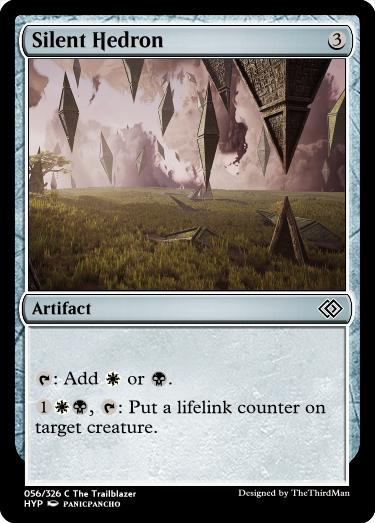 Silent Hedron 3
Artifact
: Add or .
1 , : Put a lifelink counter on
target creature.
056/326 C The Trailblazer
Designed by TheThirdMan
HYP PANICPANCHO